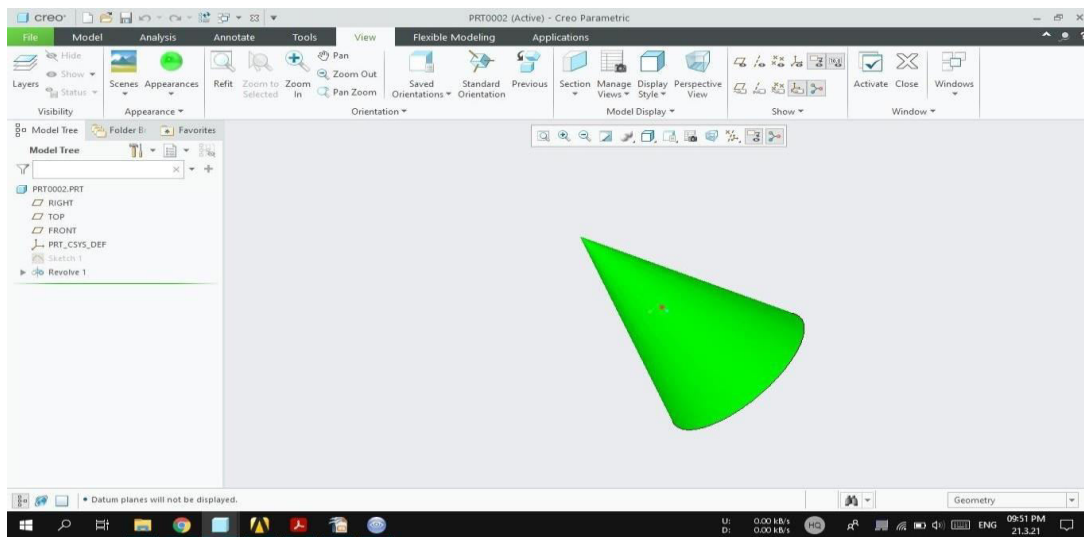 creo® PRT0002 (Active) - Creo Parametric
File Model Analysis Annotate Tools View Flexible Modeling Applications
Layers
Hide
Show
Status
Visibility
Scenes Appearances
Appearance
Refit Zoom to Selected Zoom In
Pan
Zoom Out
Pan Zoom
Saved Orientations Standard Orientation Previous
Orientation
Section Manage Views Display Style Perspective View
Model Display
Show
Activate Close Windows
Window
Model Tree Folder B Favorites
Model Tree
PRT0002.PRT
RIGHT
TOP
FRONT
PRT_CSYS_DEF
Sketch 1
Revolve 1
• Datum planes will not be displayed.
Geometry
U: 0.00 kB/s
D: 0.00 kB/s
HQ
ENG
09:51 PM
21.3.21